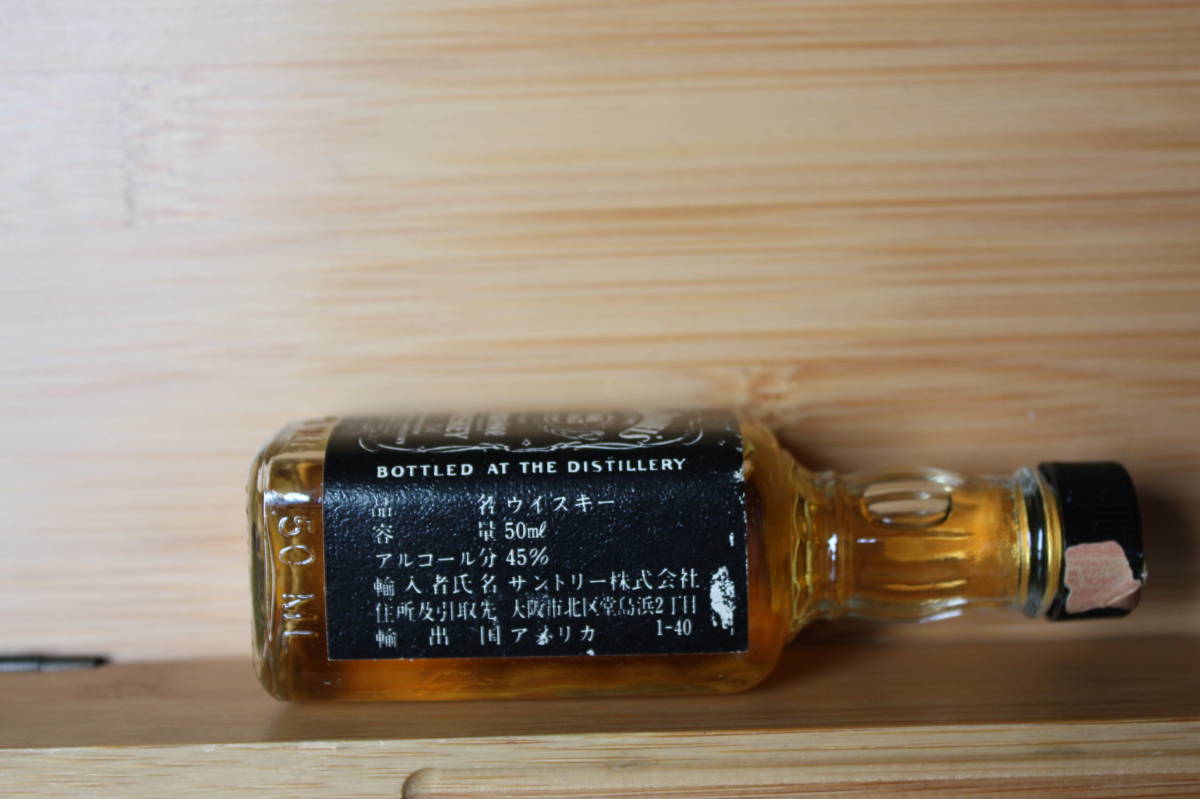 BOTTLED AT THE DISTILLERY
品名 ウイスキー
容量 50㎖
アルコール分 45%
輸入者氏名 サントリー株式会社
住所及引取先 大阪市北区堂島浜2丁目
1-40
輸出国 アメリカ
50 ML